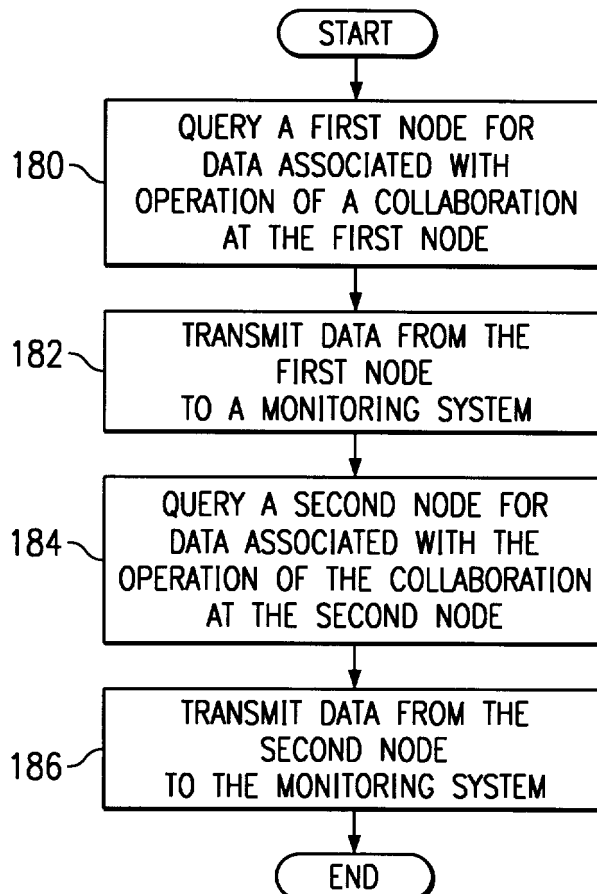 START
180
QUERY A FIRST NODE FOR
DATA ASSOCIATED WITH
OPERATION OF A COLLABORATION
AT THE FIRST NODE
182
TRANSMIT DATA FROM THE
FIRST NODE
TO A MONITORING SYSTEM
184
QUERY A SECOND NODE FOR
DATA ASSOCIATED WITH THE
OPERATION OF THE COLLABORATION
AT THE SECOND NODE
186
TRANSMIT DATA FROM THE
SECOND NODE
TO THE MONITORING SYSTEM
END